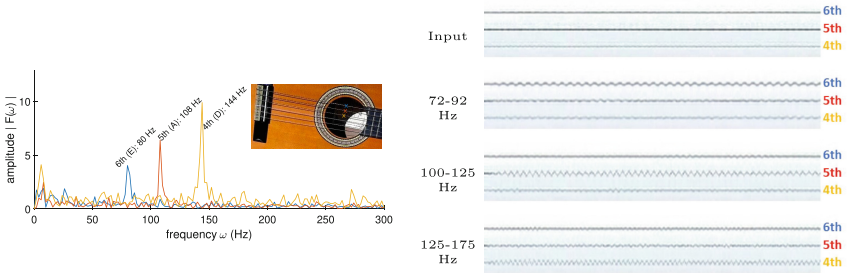 amplitude | F(ω) |
10
5
0
6th (E): 80 Hz
5th (A): 108 Hz
4th (D): 144 Hz
0 50 100 150 200 250 300
frequency ω (Hz)
Input
6th
5th
4th
72-92
Hz
6th
5th
4th
100-125
Hz
6th
5th
4th
125-175
Hz
6th
5th
4th